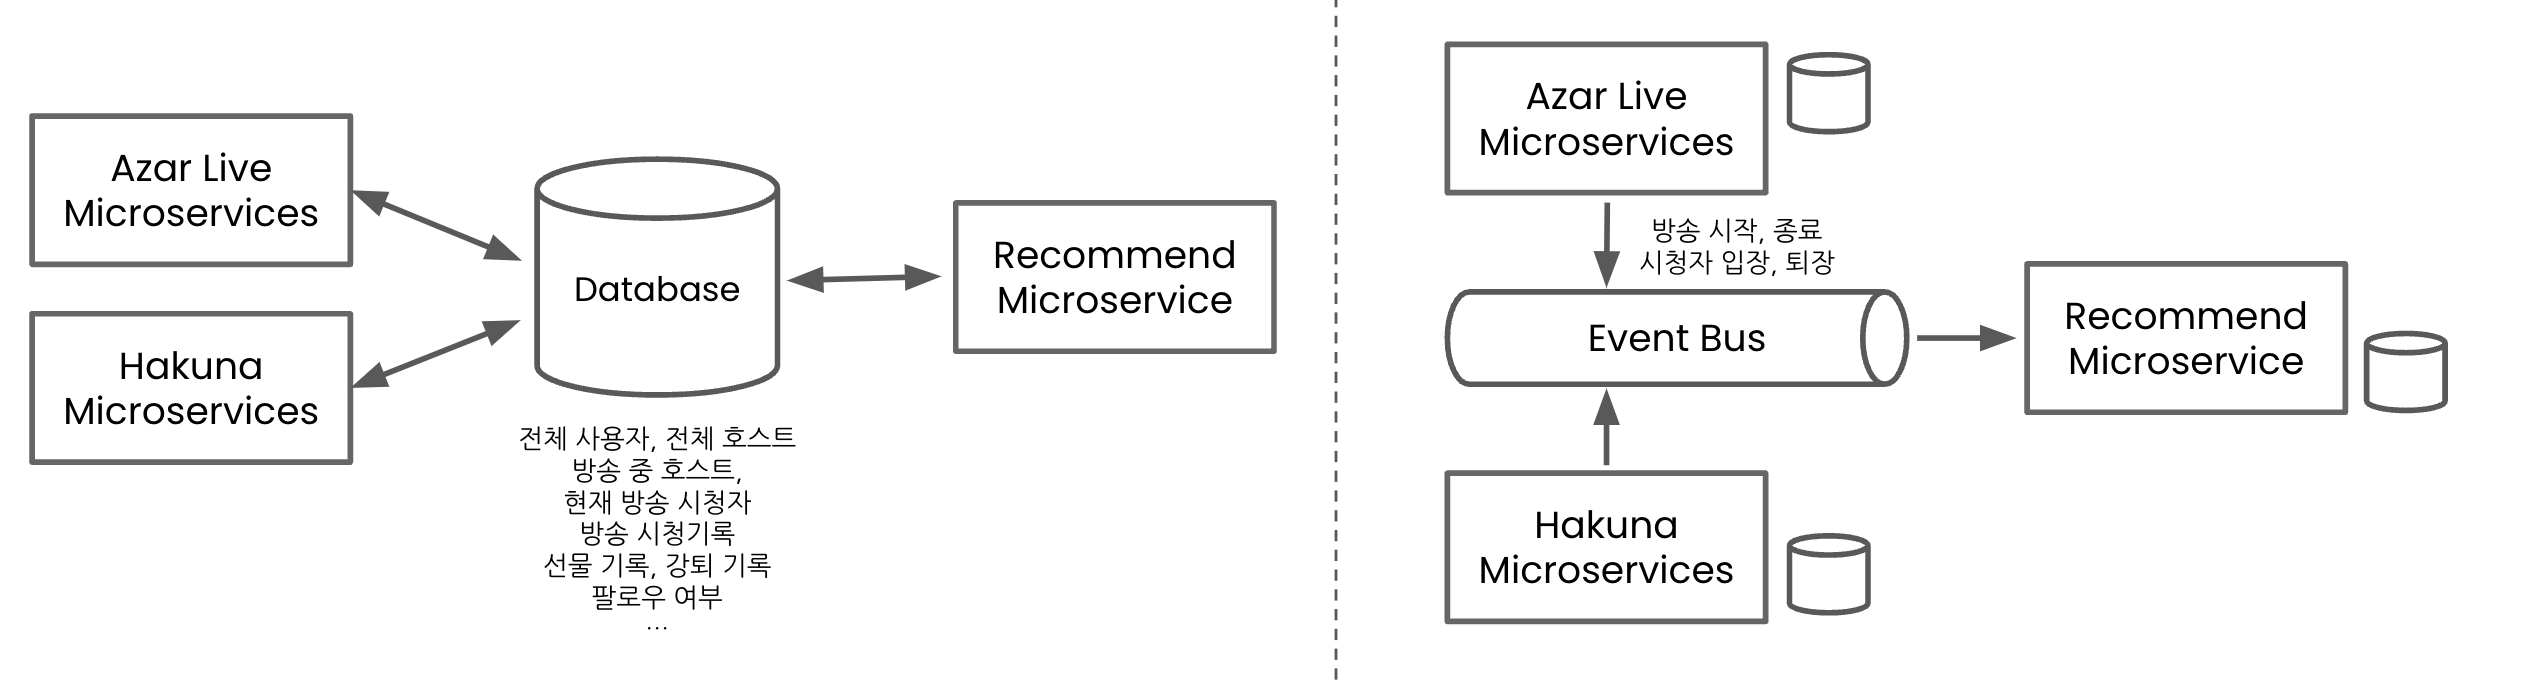 Azar Live
Microservices
Hakuna
Microservices
Database
전체 사용자, 전체 호스트
방송 중 호스트,
현재 방송 시청자
방송 시청기록
선물 기록, 강퇴 기록
팔로우 여부
...
Recommend
Microservice
Azar Live
Microservices
방송 시작, 종료
시청자 입장, 퇴장
Event Bus
Recommend
Microservice
Hakuna
Microservices